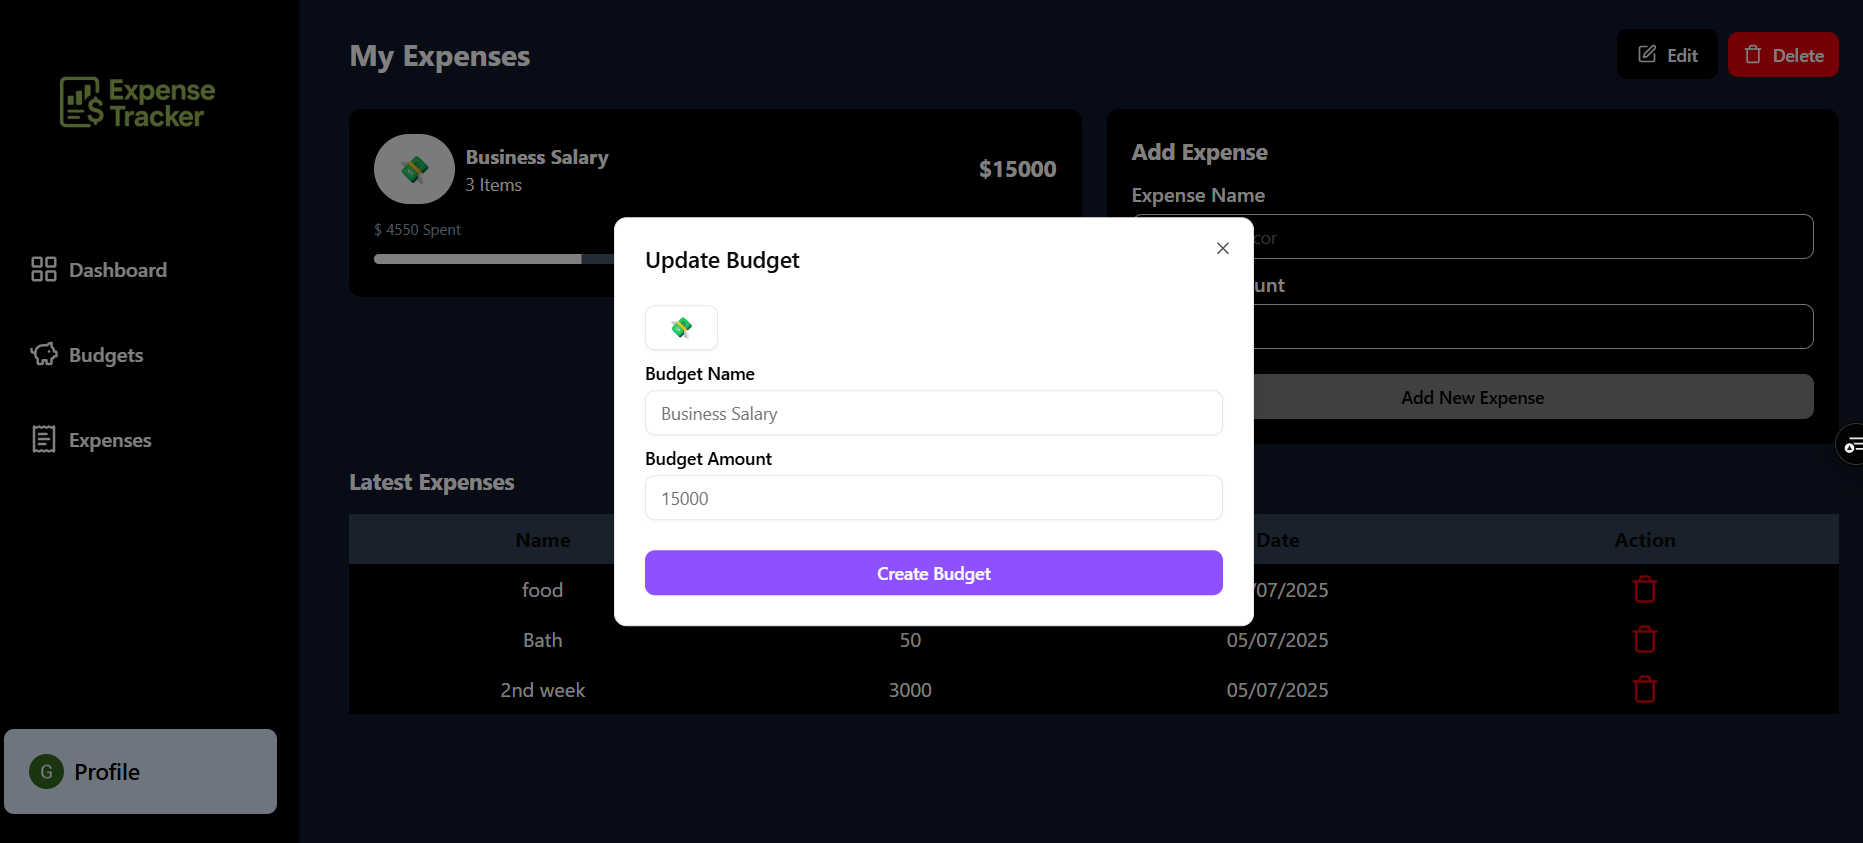 Expense
Tracker
Dashboard
Budgets
Expenses
G Profile
My Expenses
Edit
Delete
Business Salary
3 Items
$15000
$ 4550 Spent
Add Expense
Expense Name
cor
unt
Add New Expense
Update Budget
Budget Name
Business Salary
Budget Amount
15000
Create Budget
Latest Expenses
Name Date Action
food /07/2025
Bath 50 05/07/2025
2nd week 3000 05/07/2025